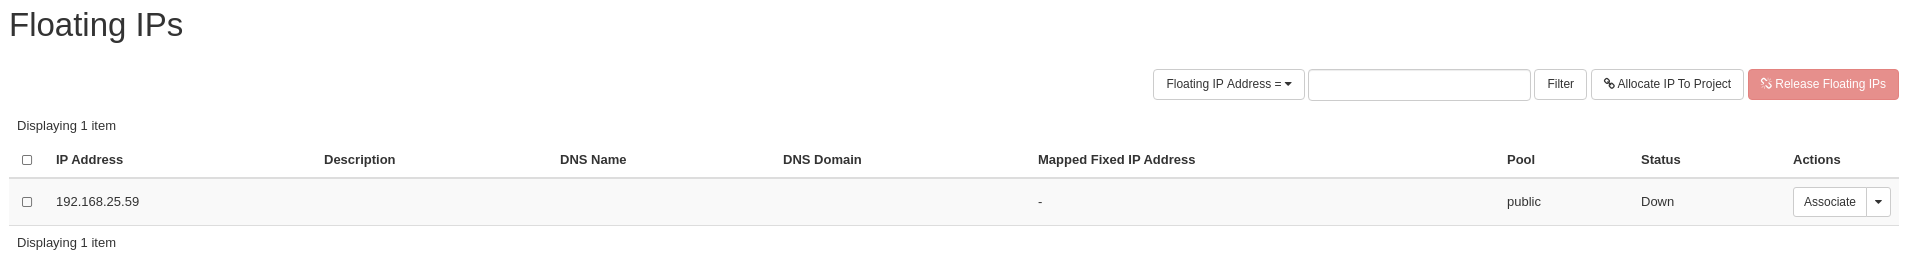 Floating IPs
Floating IP Address = Filter Allocate IP To Project Release Floating IPs
Displaying 1 item
IP Address Description DNS Name DNS Domain Mapped Fixed IP Address Pool Status Actions
192.168.25.59 - public Down Associate
Displaying 1 item